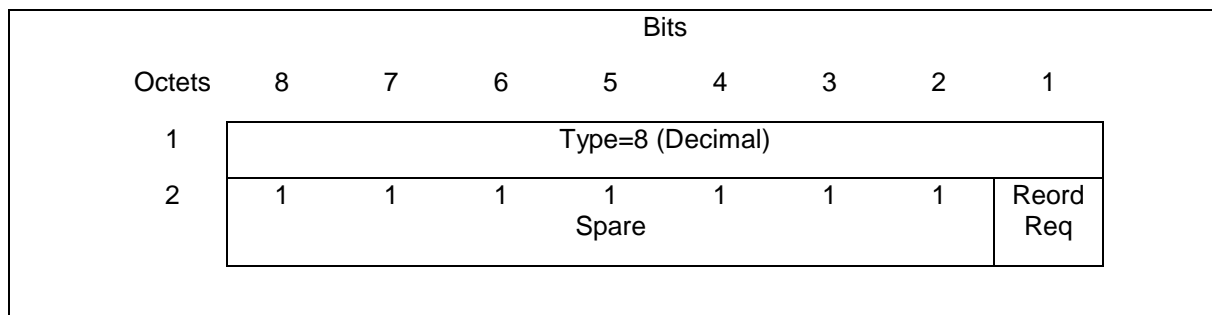 Bits
Octets 8 7 6 5 4 3 2 1
1 Type=8 (Decimal)
2 1 1 1 1 1 1 1 Reord
Spare Req